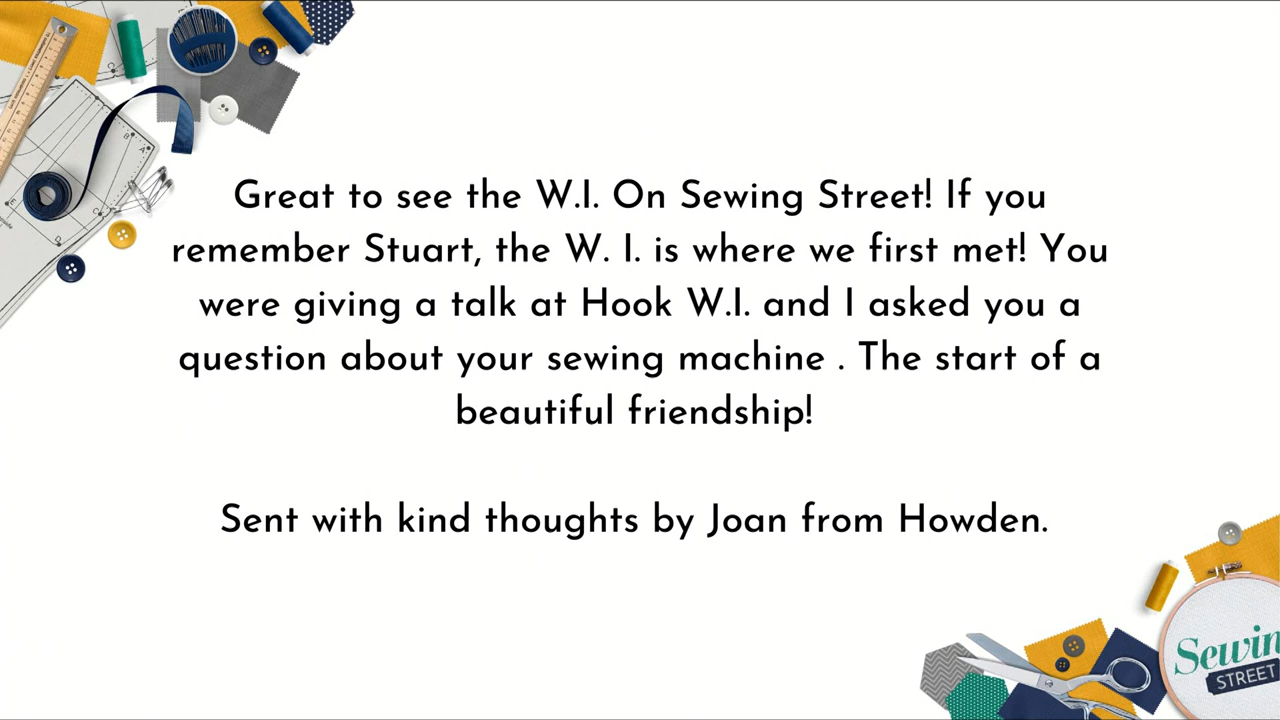 Great to see the W.I. On Sewing Street! If you
remember Stuart, the W. I. is where we first met! You
were giving a talk at Hook W.I. and I asked you a
question about your sewing machine . The start of a
beautiful friendship!
Sent with kind thoughts by Joan from Howden.
Sewin
STREET